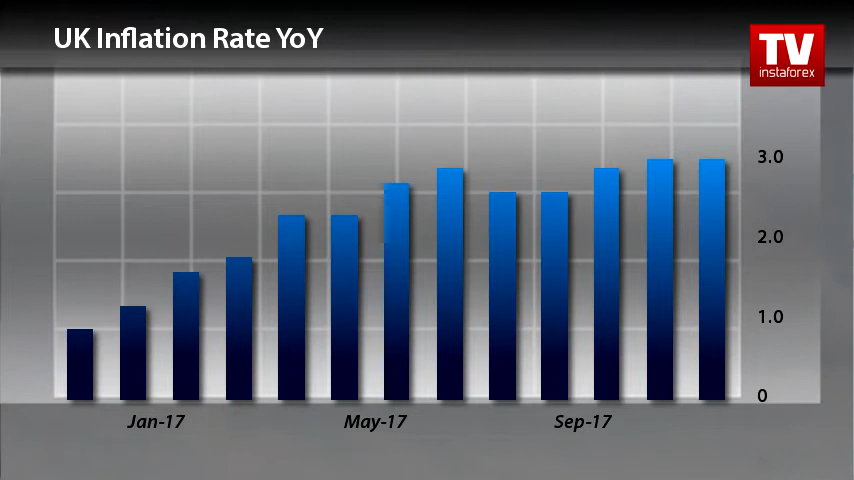 UK Inflation Rate YoY
TV
instaforex
3.0
2.0
1.0
0
Jan-17
May-17
Sep-17